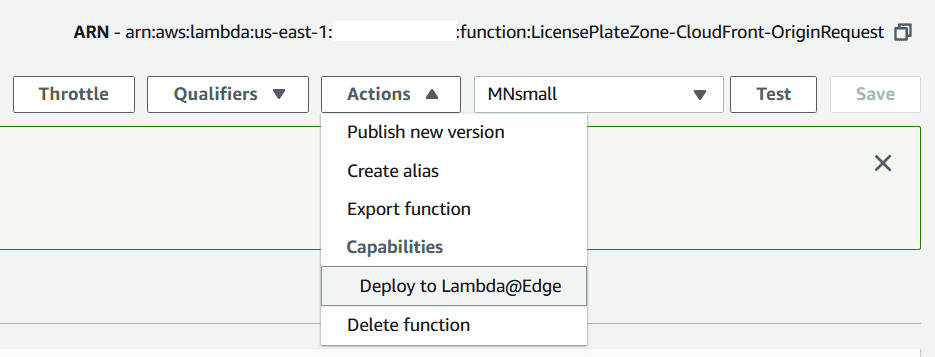 ARN - arn:aws:lambda:us-east-1: :function:LicensePlateZone-CloudFront-OriginRequest
Throttle Qualifiers Actions MNsmall Test Save
Publish new version
Create alias
Export function
Capabilities
Deploy to Lambda@Edge
Delete function